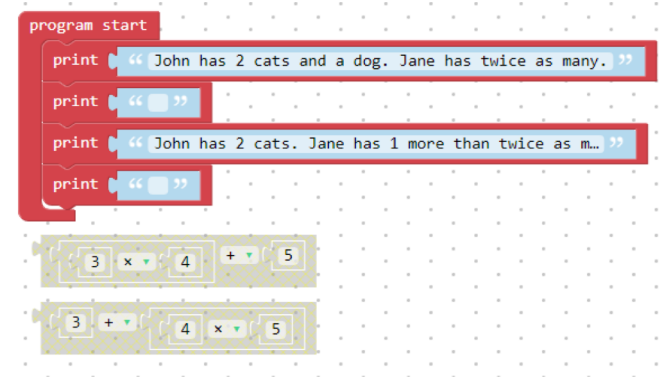 program start
print “ John has 2 cats and a dog. Jane has twice as many. ”
print “ ”
print “ John has 2 cats. Jane has 1 more than twice as m… ”
print “ ”
3 × 4 + 5
3 + 4 × 5